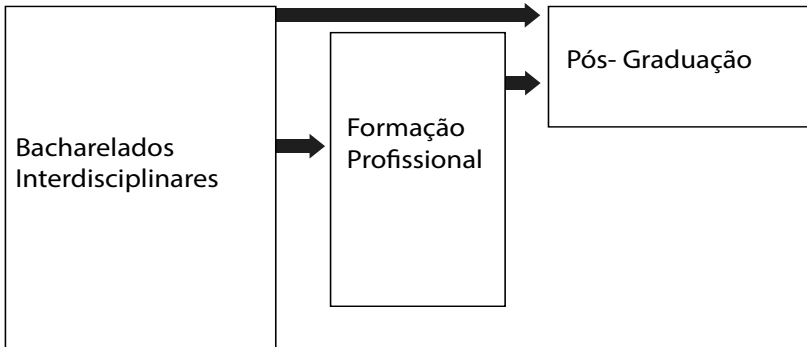 Bacharelados
Interdisciplinares
Formação
Profissional
Pós- Graduação